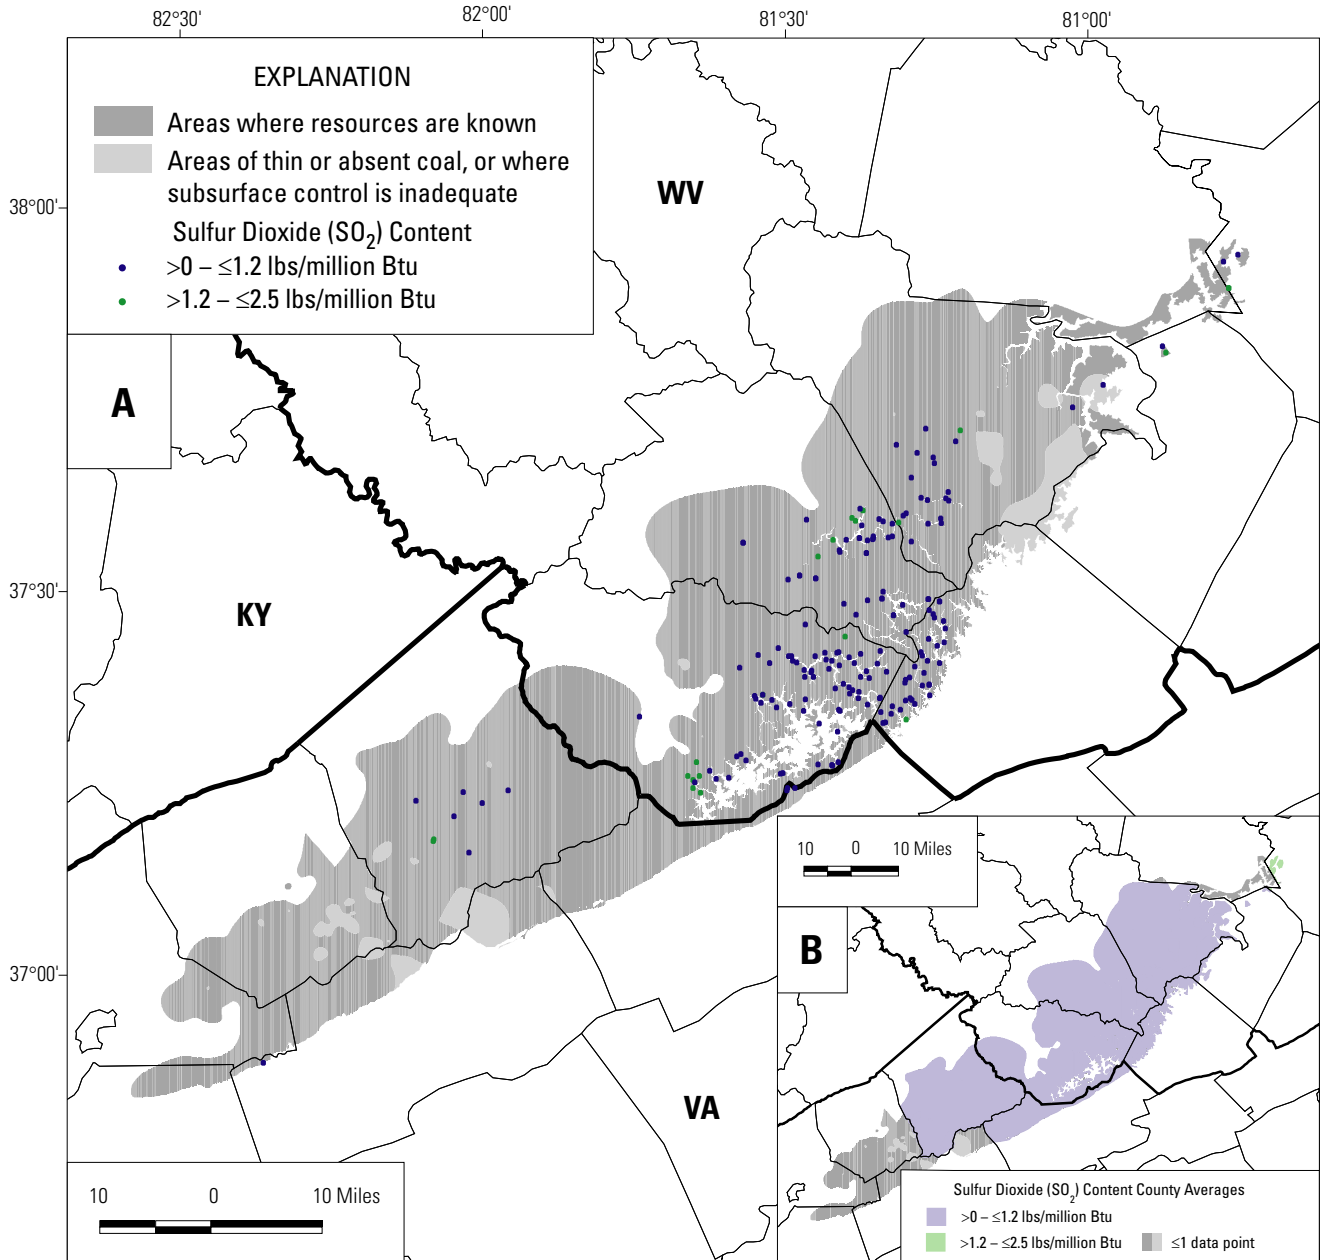 82°30'
82°00'
81°30'
81°00'
EXPLANATION
Areas where resources are known
Areas of thin or absent coal, or where
subsurface control is inadequate
Sulfur Dioxide (SO2) Content
>0 – ≤1.2 lbs/million Btu
>1.2 – ≤2.5 lbs/million Btu
38°00'
37°30'
37°00'
A
WV
KY
VA
10 0 10 Miles
10 0 10 Miles
B
Sulfur Dioxide (SO2) Content County Averages
>0 – ≤1.2 lbs/million Btu
>1.2 – ≤2.5 lbs/million Btu
≤1 data point